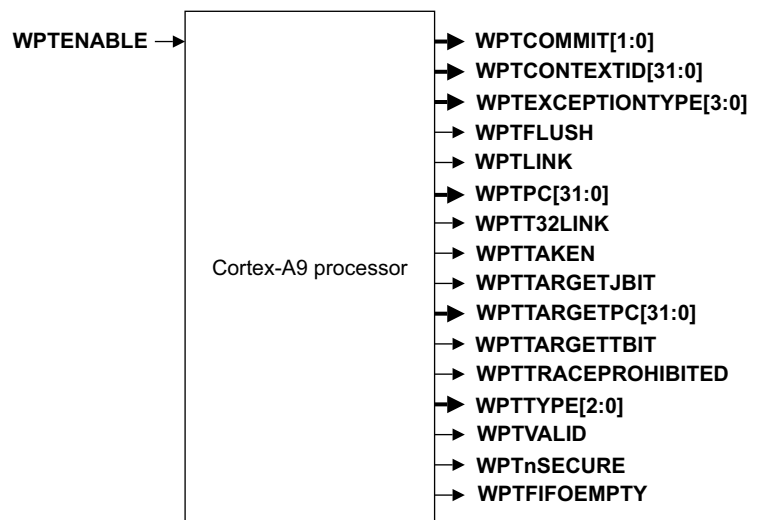 WPTENABLE
Cortex-A9 processor
WPTCOMMIT[1:0]
WPTCONTEXTID[31:0]
WPTEXCEPTIONTYPE[3:0]
WPTFLUSH
WPTLINK
WPTPC[31:0]
WPTT32LINK
WPTTAKEN
WPTTARGETJBIT
WPTTARGETPC[31:0]
WPTTARGETTBIT
WPTTRACEPROHIBITED
WPTTYPE[2:0]
WPTVALID
WPTnSECURE
WPTFIFOEMPTY